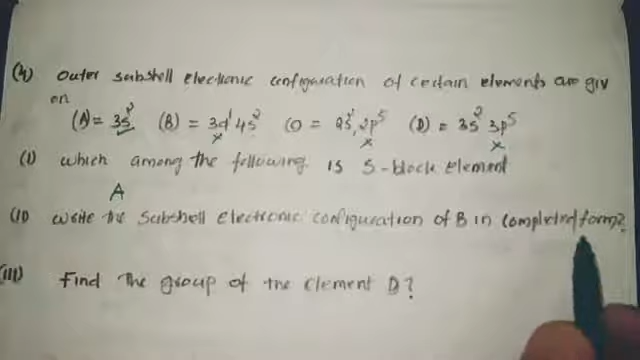 (4) Outer subshell electronic configuration of certain elements are giv
en
(A) = 3s² (B) = 3d¹ 4s² (C) = 2s², 2p⁵ (D) = 3s² 3p⁵
x x x
(I) which among the following is S-block Element
A
(II) Write the Subshell Electronic configuration of B in completed form?
(III) Find the group of the Element D?